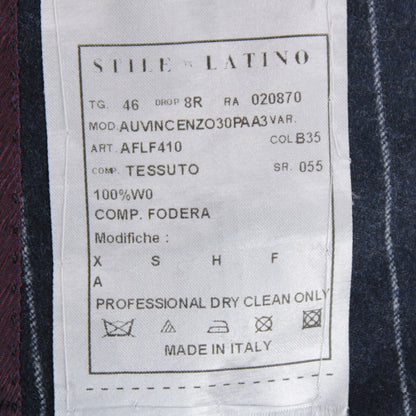 STILE LATINO
TG. 46 DROP 8R RA 020870
MOD. AUVINCENZO30PAA3 VAR.
ART. AFLF410 COL B35
COMP. TESSUTO SR. 055
100%W0
COMP. FODERA
Modifiche :
X S H F
A
PROFESSIONAL DRY CLEAN ONLY
MADE IN ITALY